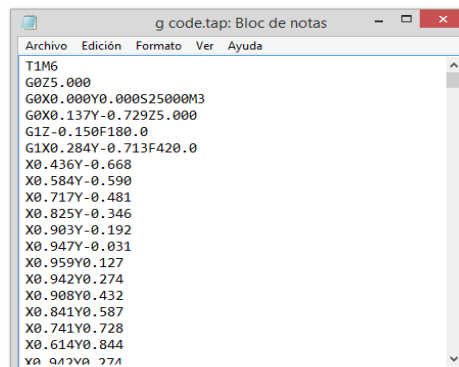 g code.tap: Bloc de notas
Archivo Edición Formato Ver Ayuda
T1M6
G0Z5.000
G0X0.000Y0.000S25000M3
G0X0.137Y-0.729Z5.000
G1Z-0.150F180.0
G1X0.284Y-0.713F420.0
X0.436Y-0.668
X0.584Y-0.590
X0.717Y-0.481
X0.825Y-0.346
X0.903Y-0.192
X0.947Y-0.031
X0.959Y0.127
X0.942Y0.274
X0.908Y0.432
X0.841Y0.587
X0.741Y0.728
X0.614Y0.844
X0.942Y0.274